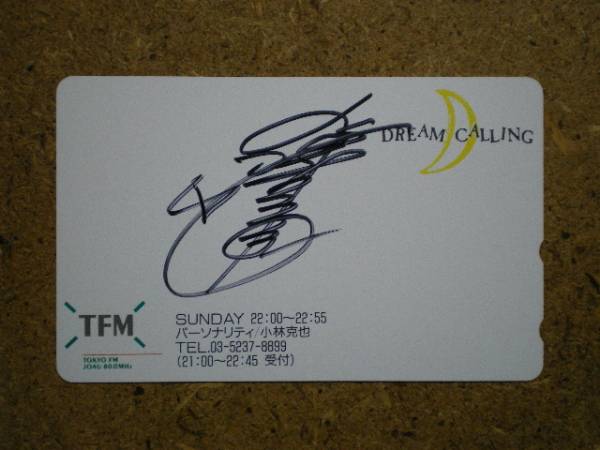 DREAM CALLING
TFM
TOKYO FM
JOAU-80.0MHz
SUNDAY 22:00~22:55
パーソナリティ/小林克也
TEL.03-5237-8899
(21:00~22:45 受付)